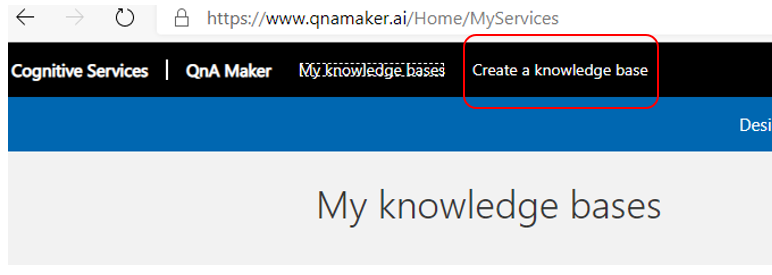 https://www.qnamaker.ai/Home/MyServices
Cognitive Services | QnA Maker My knowledge bases Create a knowledge base
Desi
My knowledge bases